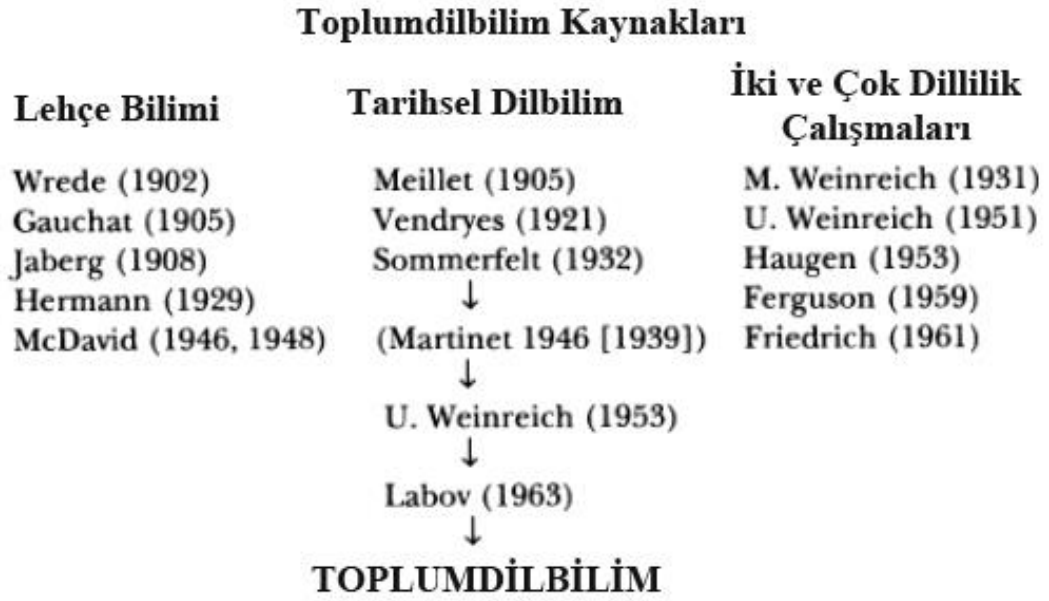 Toplumdilbilim Kaynakları
Lehçe Bilimi
Wrede (1902)
Gauchat (1905)
Jaberg (1908)
Hermann (1929)
McDavid (1946, 1948)
Tarihsel Dilbilim
Meillet (1905)
Vendryes (1921)
Sommerfelt (1932)
↓
(Martinet 1946 [1939])
↓
U. Weinreich (1953)
↓
Labov (1963)
↓
TOPLUMDİLBİLİM
İki ve Çok Dillilik
Çalışmaları
M. Weinreich (1931)
U. Weinreich (1951)
Haugen (1953)
Ferguson (1959)
Friedrich (1961)